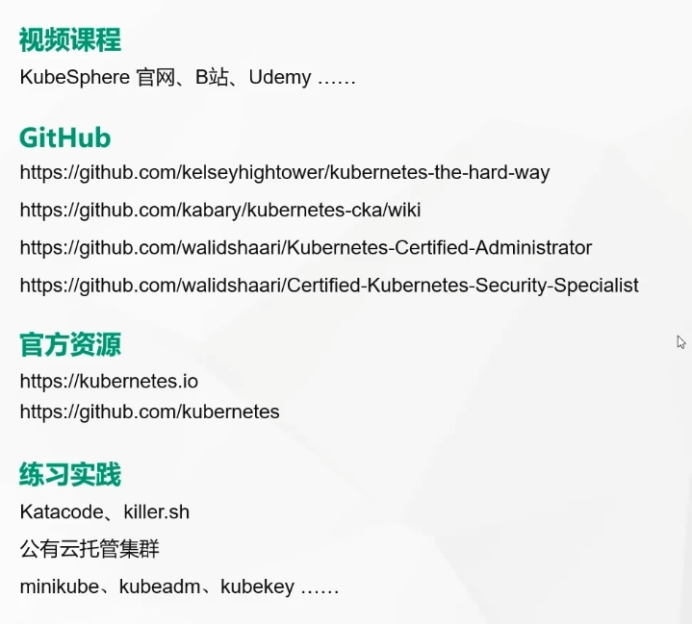 视频课程
KubeSphere 官网、B站、Udemy ……
GitHub
https://github.com/kelseyhightower/kubernetes-the-hard-way
https://github.com/kabary/kubernetes-cka/wiki
https://github.com/walidshaari/Kubernetes-Certified-Administrator
https://github.com/walidshaari/Certified-Kubernetes-Security-Specialist
官方资源
https://kubernetes.io
https://github.com/kubernetes
练习实践
Katacode、killer.sh
公有云托管集群
minikube、kubeadm、kubekey ……